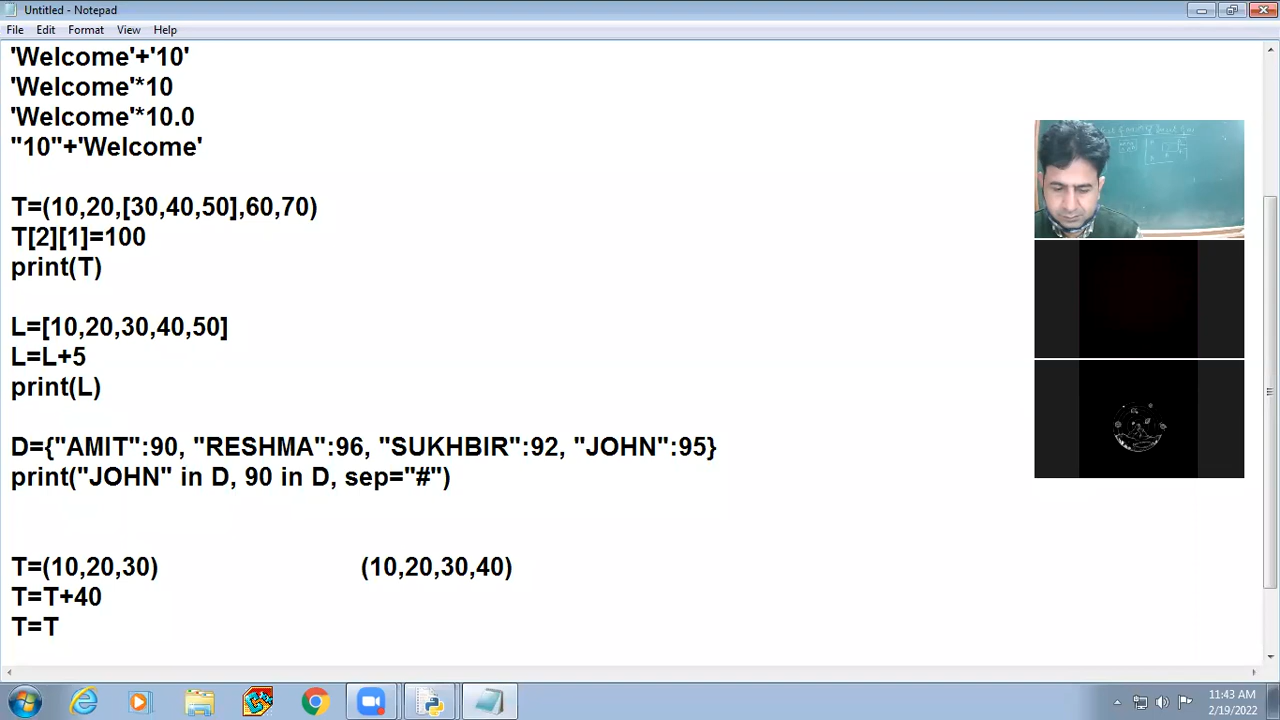 Untitled - Notepad
File Edit Format View Help
'Welcome'+'10'
'Welcome'*10
'Welcome'*10.0
"10"+'Welcome'
T=(10,20,[30,40,50],60,70)
T[2][1]=100
print(T)
L=[10,20,30,40,50]
L=L+5
print(L)
D={"AMIT":90, "RESHMA":96, "SUKHBIR":92, "JOHN":95}
print("JOHN" in D, 90 in D, sep="#")
T=(10,20,30) (10,20,30,40)
T=T+40
T=T
11:43 AM
2/19/2022